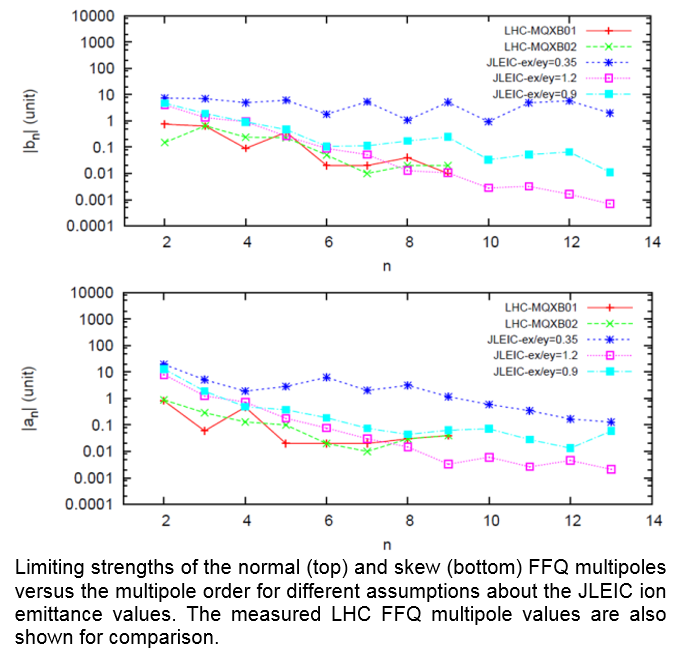 10000
1000
100
10
1
0.1
0.01
0.001
0.0001
|bn| (unit)
LHC-MQXB01
LHC-MQXB02
JLEIC-ex/ey=0.35
JLEIC-ex/ey=1.2
JLEIC-ex/ey=0.9
2 4 6 8 10 12 14
n
10000
1000
100
10
1
0.1
0.01
0.001
0.0001
|an| (unit)
LHC-MQXB01
LHC-MQXB02
JLEIC-ex/ey=0.35
JLEIC-ex/ey=1.2
JLEIC-ex/ey=0.9
2 4 6 8 10 12 14
n
Limiting strengths of the normal (top) and skew (bottom) FFQ multipoles
versus the multipole order for different assumptions about the JLEIC ion
emittance values. The measured LHC FFQ multipole values are also
shown for comparison.